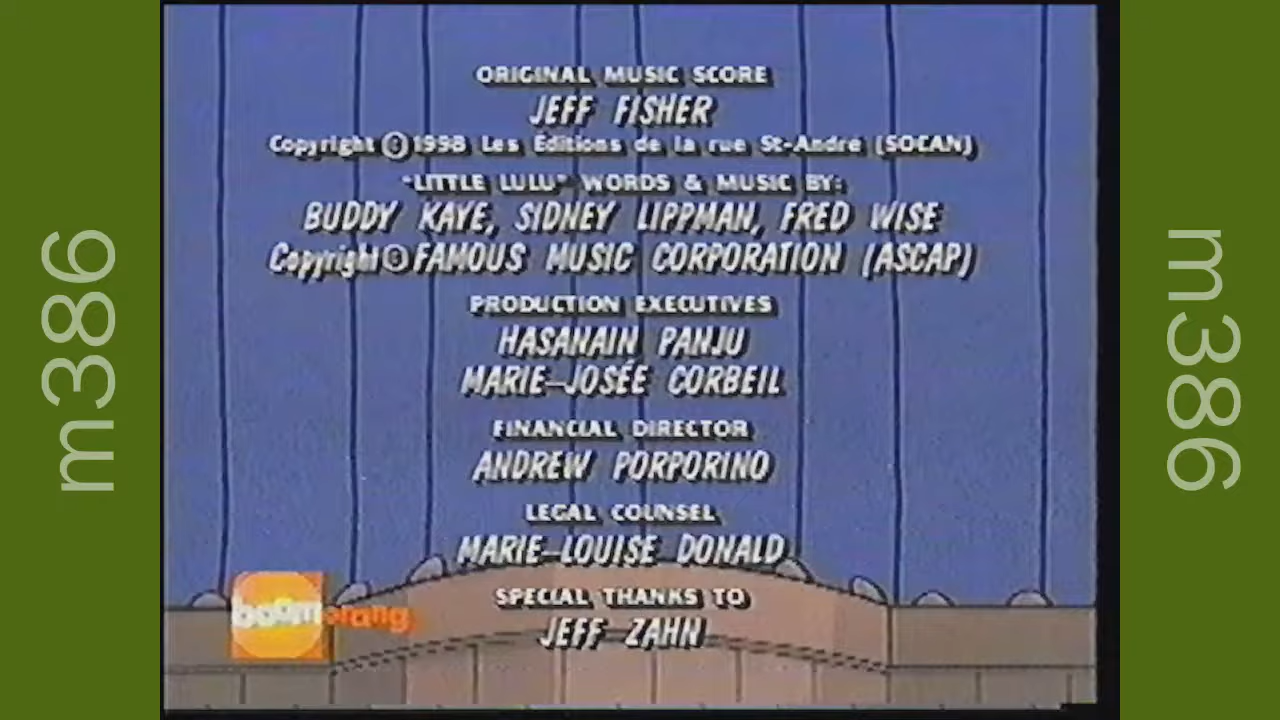 ORIGINAL MUSIC SCORE
JEFF FISHER
Copyright © 1998 Les Éditions de la rue St-Andre (SOCAN)
"LITTLE LULU" WORDS & MUSIC BY:
BUDDY KAYE, SIDNEY LIPPMAN, FRED WISE
Copyright © FAMOUS MUSIC CORPORATION (ASCAP)
PRODUCTION EXECUTIVES
HASANAIN PANJU
MARIE-JOSÉE CORBEIL
FINANCIAL DIRECTOR
ANDREW PORPORINO
LEGAL COUNSEL
MARIE-LOUISE DONALD
SPECIAL THANKS TO
JEFF ZAHN
boomerang
m386
m386